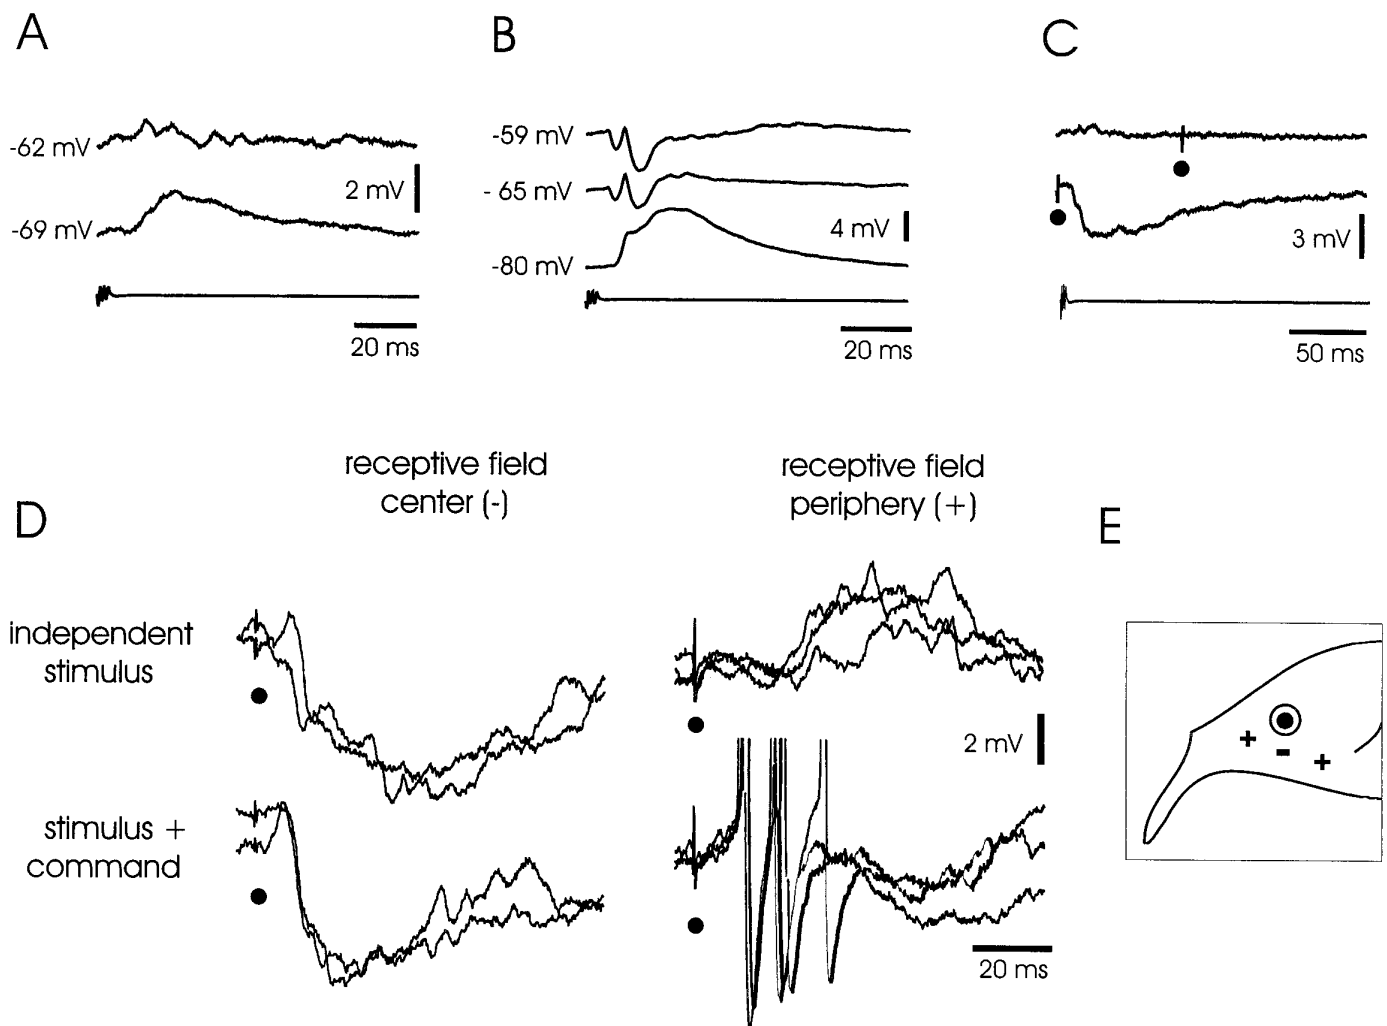 A
B
C
-62 mV
2 mV
-69 mV
20 ms
-59 mV
- 65 mV
4 mV
-80 mV
20 ms
3 mV
50 ms
D
receptive field
center (-)
receptive field
periphery (+)
E
independent
stimulus
2 mV
stimulus +
command
20 ms
+
-
+